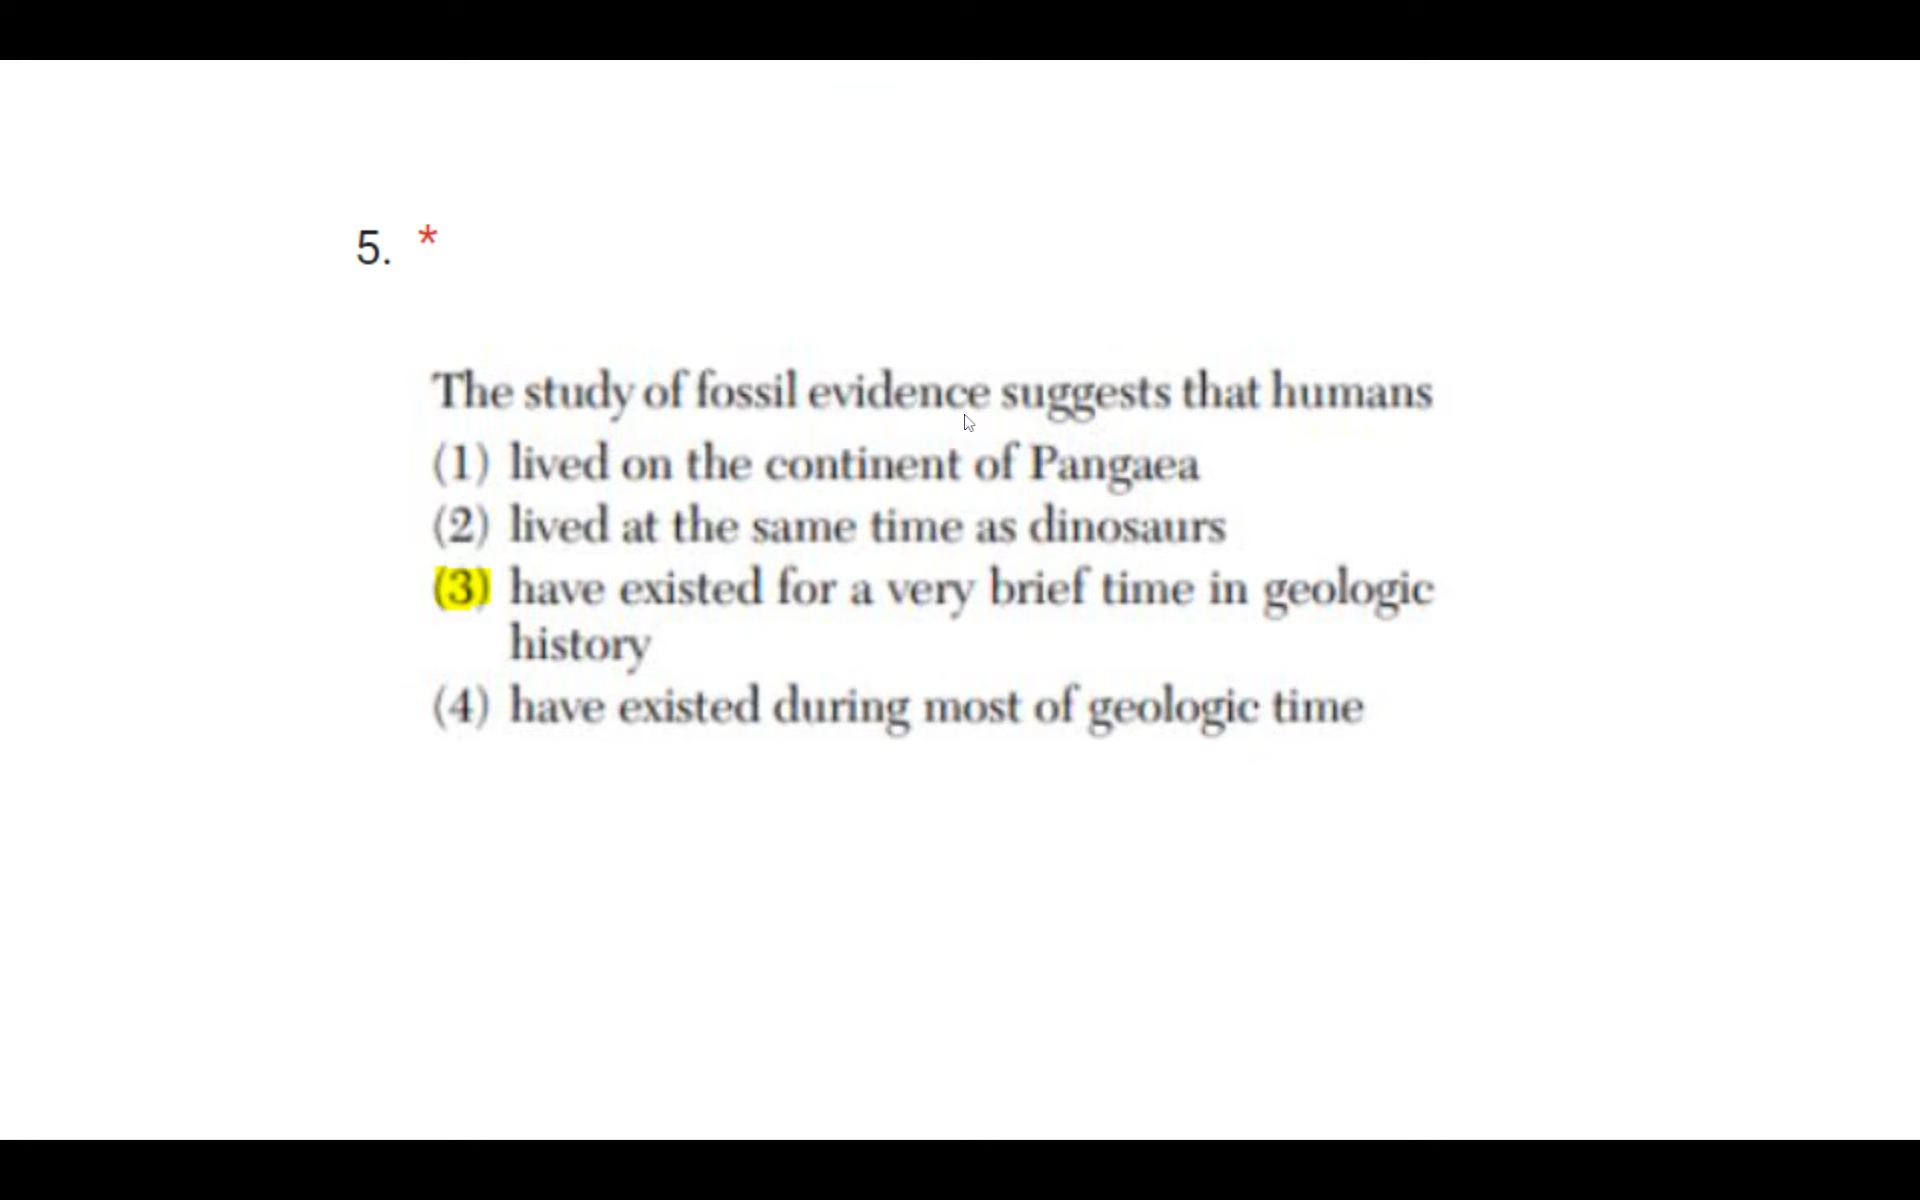 5. *
The study of fossil evidence suggests that humans
(1) lived on the continent of Pangaea
(2) lived at the same time as dinosaurs
(3) have existed for a very brief time in geologic
history
(4) have existed during most of geologic time